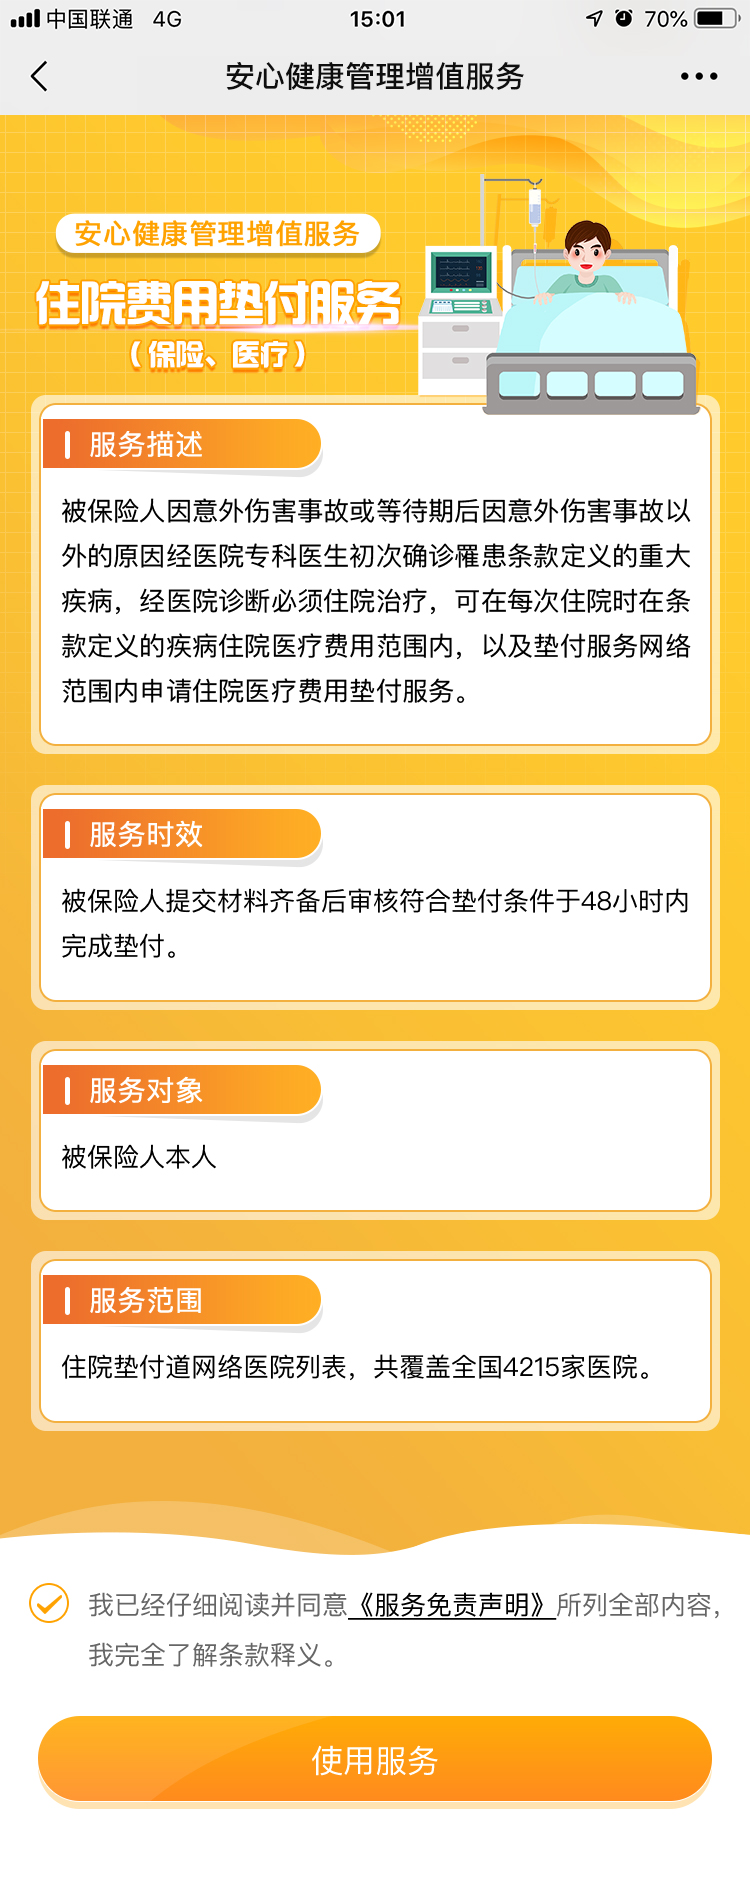 中国联通 4G 15:01 70%
安心健康管理增值服务
安心健康管理增值服务
住院费用垫付服务
（保险、医疗）
服务描述
被保险人因意外伤害事故或等待期后因意外伤害事故以
外的原因经医院专科医生初次确诊罹患条款定义的重大
疾病，经医院诊断必须住院治疗，可在每次住院时在条
款定义的疾病住院医疗费用范围内，以及垫付服务网络
范围内申请住院医疗费用垫付服务。
服务时效
被保险人提交材料齐备后审核符合垫付条件于48小时内
完成垫付。
服务对象
被保险人本人
服务范围
住院垫付道网络医院列表，共覆盖全国4215家医院。
我已经仔细阅读并同意《服务免责声明》所列全部内容，
我完全了解条款释义。
使用服务